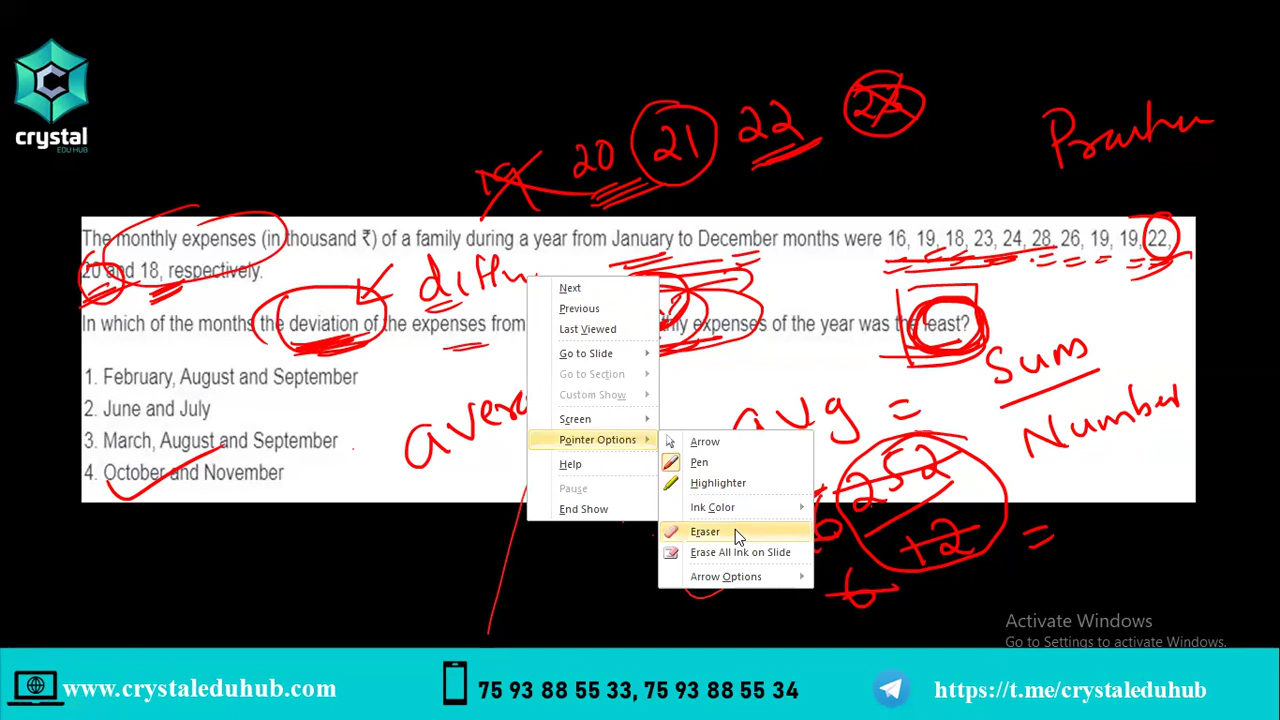 crystal
EDU HUB
19 20 21 22 23
The monthly expenses (in thousand ₹) of a family during a year from January to December months were 16, 19, 18, 23, 24, 28, 26, 19, 19, 22,
20 and 18, respectively.
In which of the months the deviation of the expenses from
expenses of the year was the least?
1. February, August and September
2. June and July
3. March, August and September
4. October and November
avg = Sum
Number
252
12
=
6
Next
Last Viewed
Go to Slide
Go to Section
Custom Show
Screen
Pointer Options
Help
Pause
End Show
Arrow
Pen
Highlighter
Ink Color
Eraser
Erase All Ink on Slide
Arrow Options
Activate Windows
Go to Settings to activate Windows.
www.crystaleduhub.com
75 93 88 55 33, 75 93 88 55 34
https://t.me/crystaleduhub